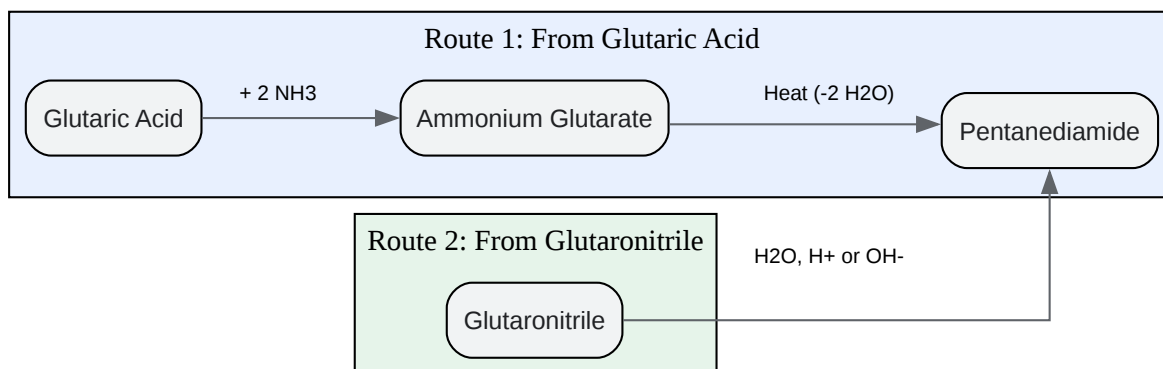 Route 1: From Glutaric Acid
Glutaric Acid
+ 2 NH3
Ammonium Glutarate
Heat (-2 H2O)
Pentanediamide
Route 2: From Glutaronitrile
Glutaronitrile
H2O, H+ or OH-